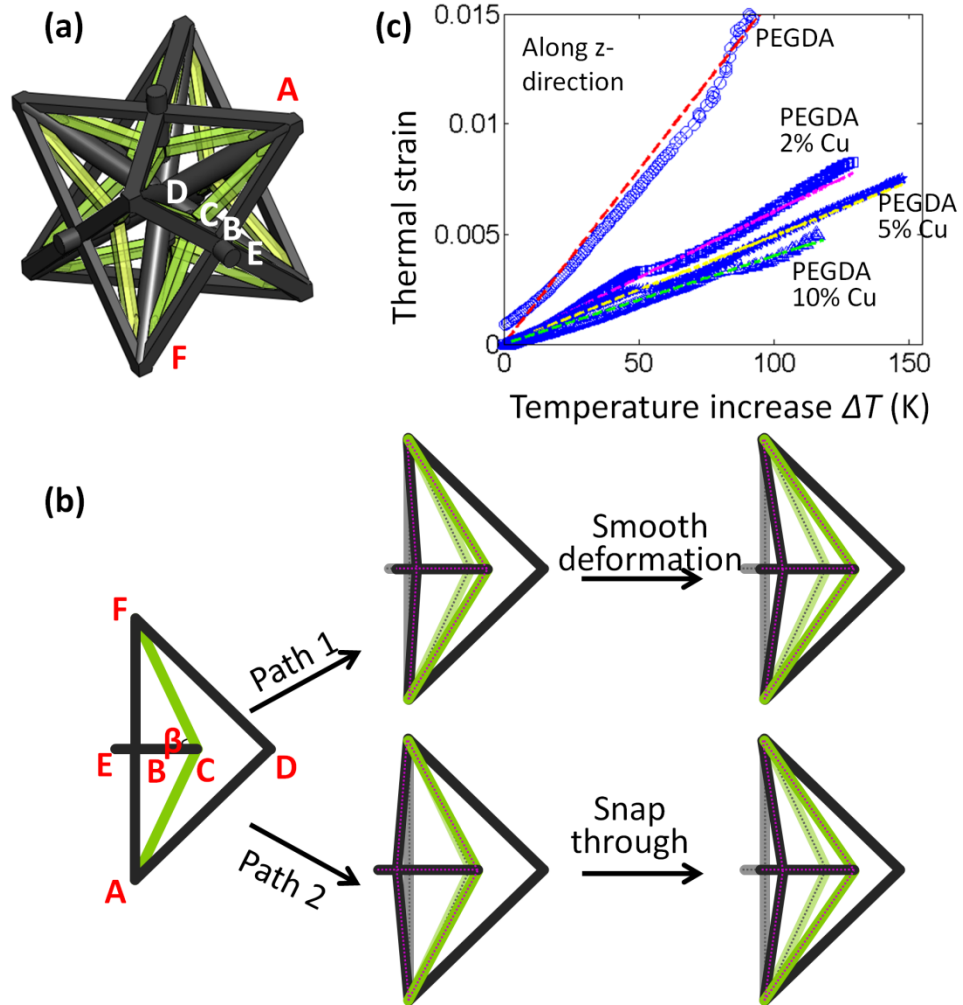 (a)
A
D
C
B
E
F
(c)
Thermal strain
0.015
0.01
0.005
0
0
50
100
150
Along z-
direction
PEGDA
PEGDA
2% Cu
PEGDA
5% Cu
PEGDA
10% Cu
Temperature increase ΔT (K)
(b)
F
E
B
β
C
D
A
Path 1
Smooth
deformation
Path 2
Snap
through